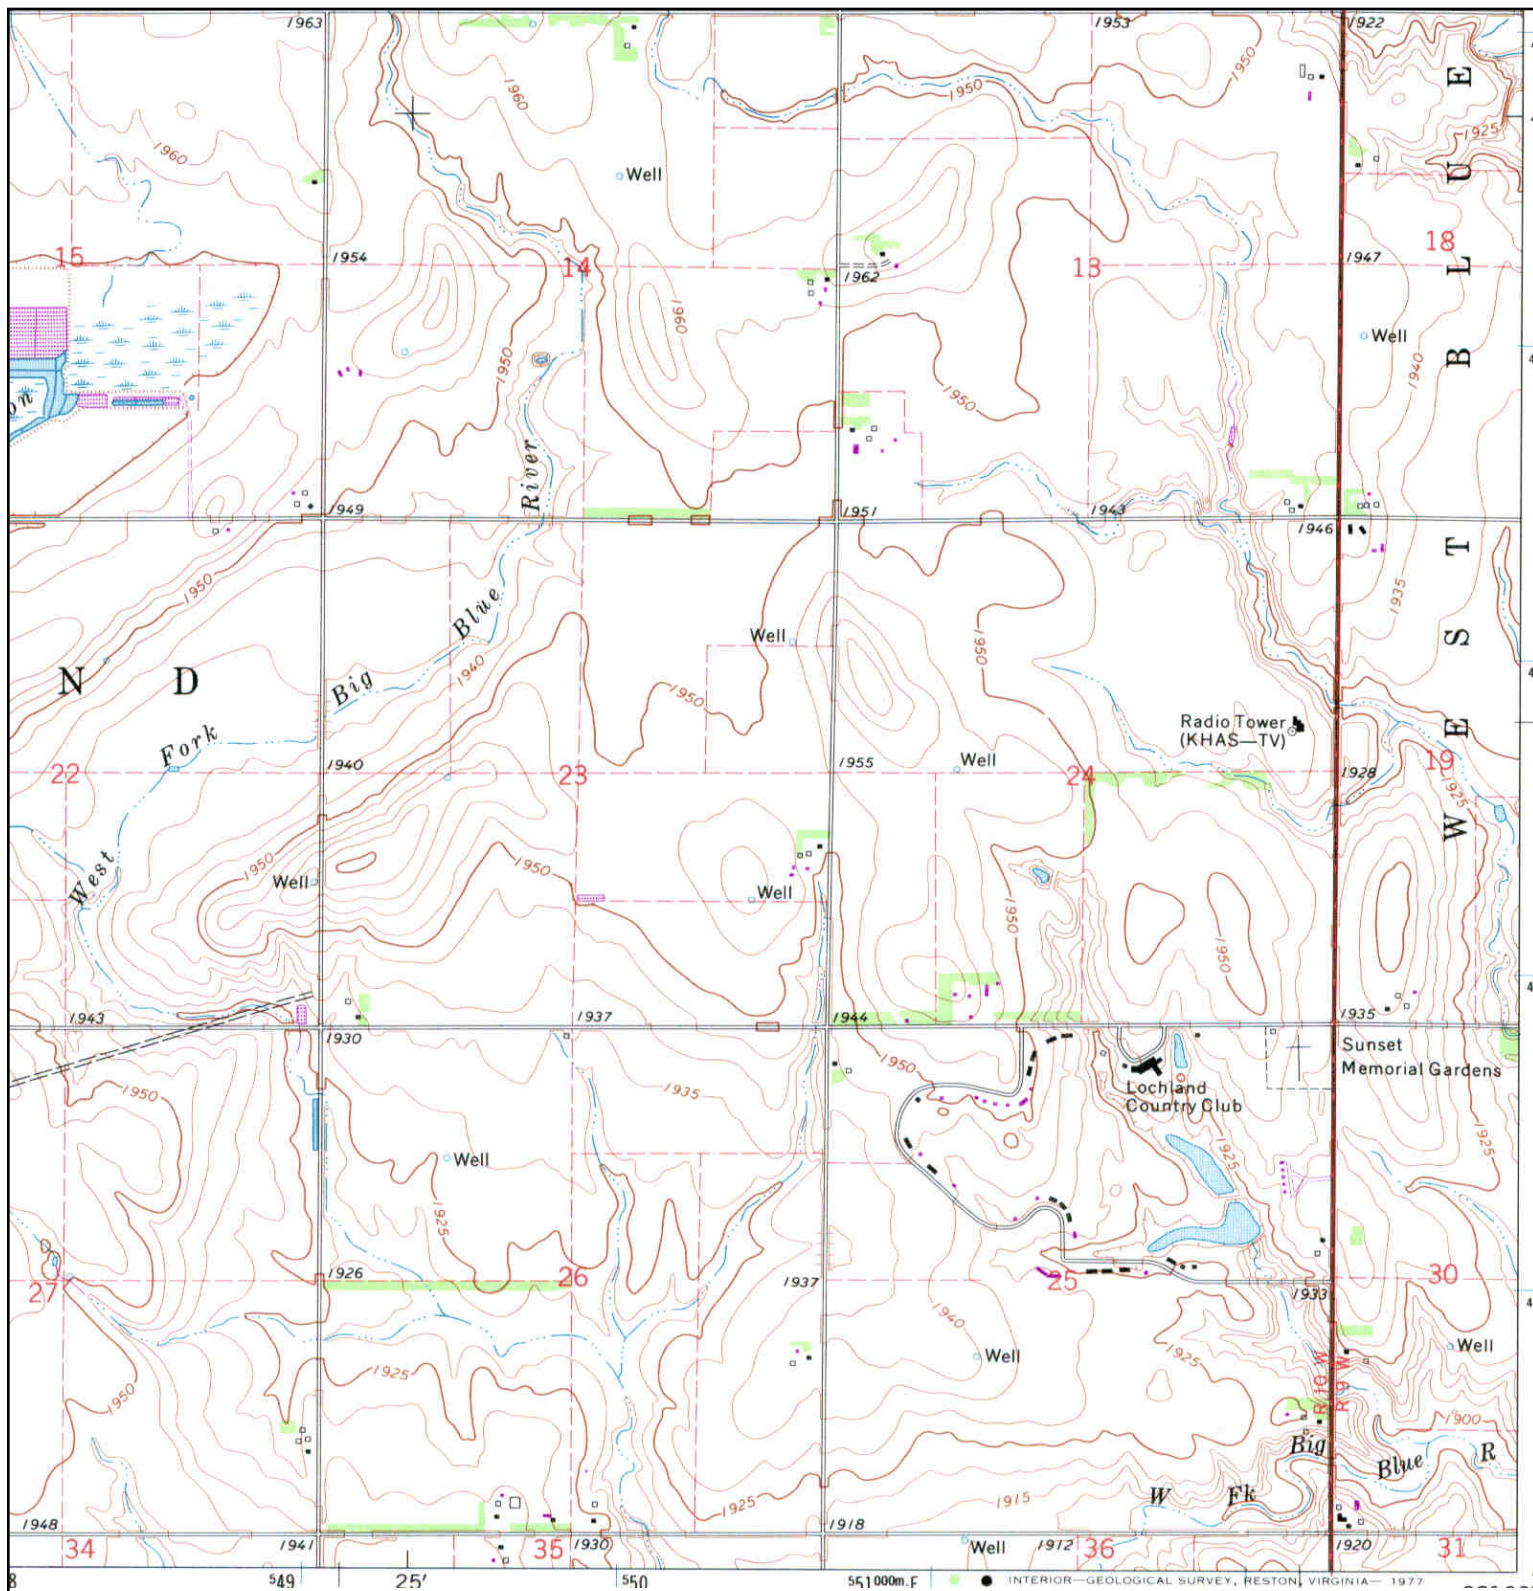 1963
1953
1922
1960
1950
1950
1925
1960
Well
W E S T B L U E
15
1954
14
1962
13
1947
18
1960
1950
Well
1940
1950
on
River
1949
1951
1943
1946
1950
1935
Blue
Well
1950
N D
Big
1940
1950
Fork
Radio Tower
(KHAS—TV)
22
1940
23
1955
Well
24
1928
19
1925
West
1950
Well
1950
Well
1950
1950
1943
1937
1944
1935
1930
Sunset
Memorial Gardens
1950
1935
1950
Lochland
Country Club
Well
1925
1925
1925
27
1926
26
1937
25
1933
30
1940
Well
1925
Well
1950
1925
R 10 W
R 9 W
1900
Big
Blue
R
W
Fk
1915
1925
1948
1941
1930
1918
Well
1912
1920
34
35
36
31
8
549
25'
550
551000m.E
INTERIOR—GEOLOGICAL SURVEY, RESTON, VIRGINIA—1977